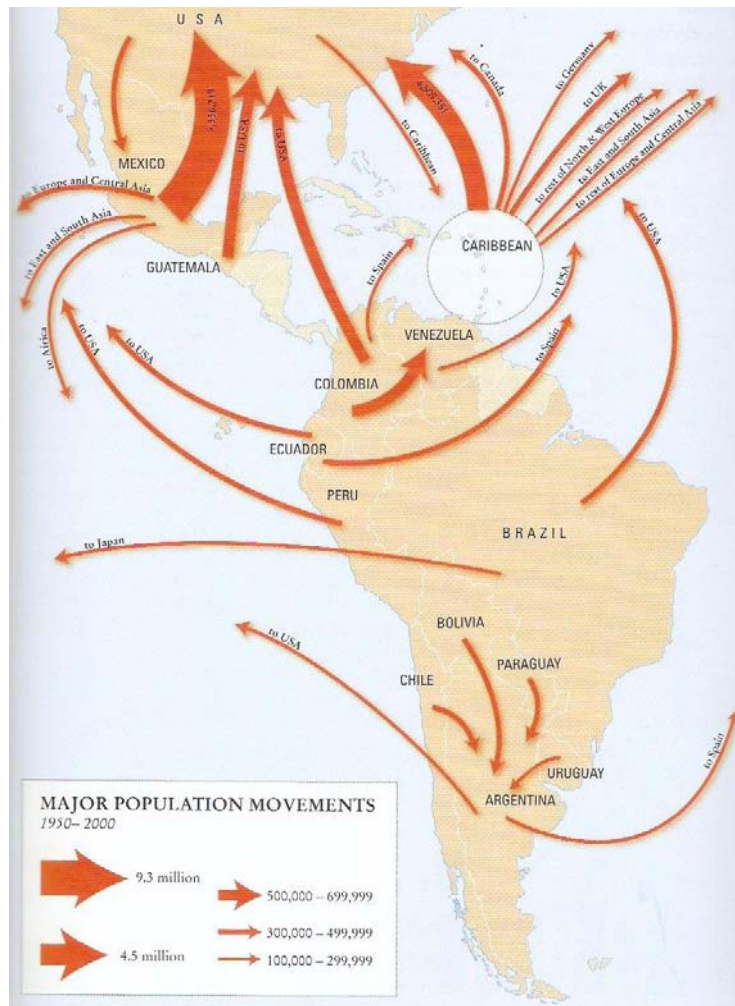 U S A
to Canada
to Germany
to UK
to rest of North & West Europe
to East and South Asia
to rest of Europe and Central Asia
to USA
to USA
to Caribbean
MEXICO
to Europe and Central Asia
to East and South Asia
to Africa
GUATEMALA
CARIBBEAN
to USA
to Spain
VENEZUELA
to USA
to Spain
COLOMBIA
to USA
to USA
ECUADOR
PERU
BRAZIL
to Japan
BOLIVIA
to USA
PARAGUAY
CHILE
URUGUAY
ARGENTINA
to Spain
MAJOR POPULATION MOVEMENTS
1950–2000
9.3 million
500,000 – 699,999
300,000 – 499,999
4.5 million
100,000 – 299,999